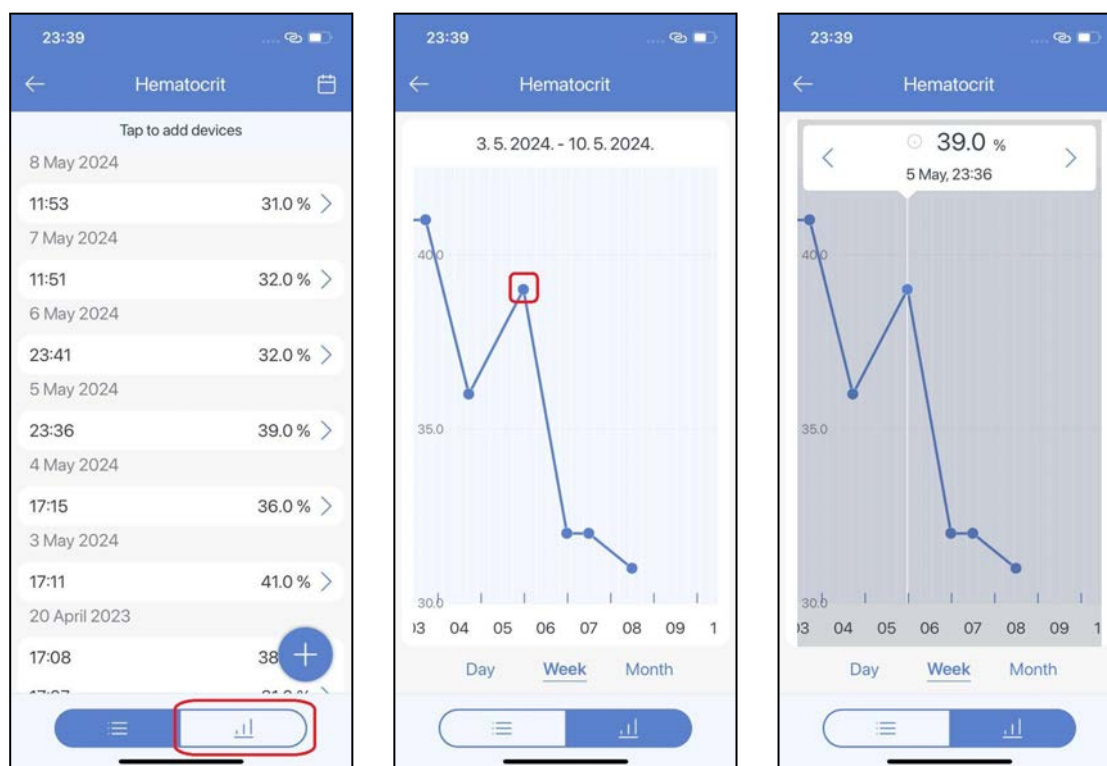 23:39
Hematocrit
Tap to add devices
8 May 2024
11:53 31.0 %
7 May 2024
11:51 32.0 %
6 May 2024
23:41 32.0 %
5 May 2024
23:36 39.0 %
4 May 2024
17:15 36.0 %
3 May 2024
17:11 41.0 %
20 April 2023
17:08 38
23:39
Hematocrit
3. 5. 2024. - 10. 5. 2024.
40.0
35.0
30.0
03 04 05 06 07 08 09 1
Day Week Month
23:39
Hematocrit
39.0 %
5 May, 23:36
40.0
35.0
30.0
03 04 05 06 07 08 09 1
Day Week Month